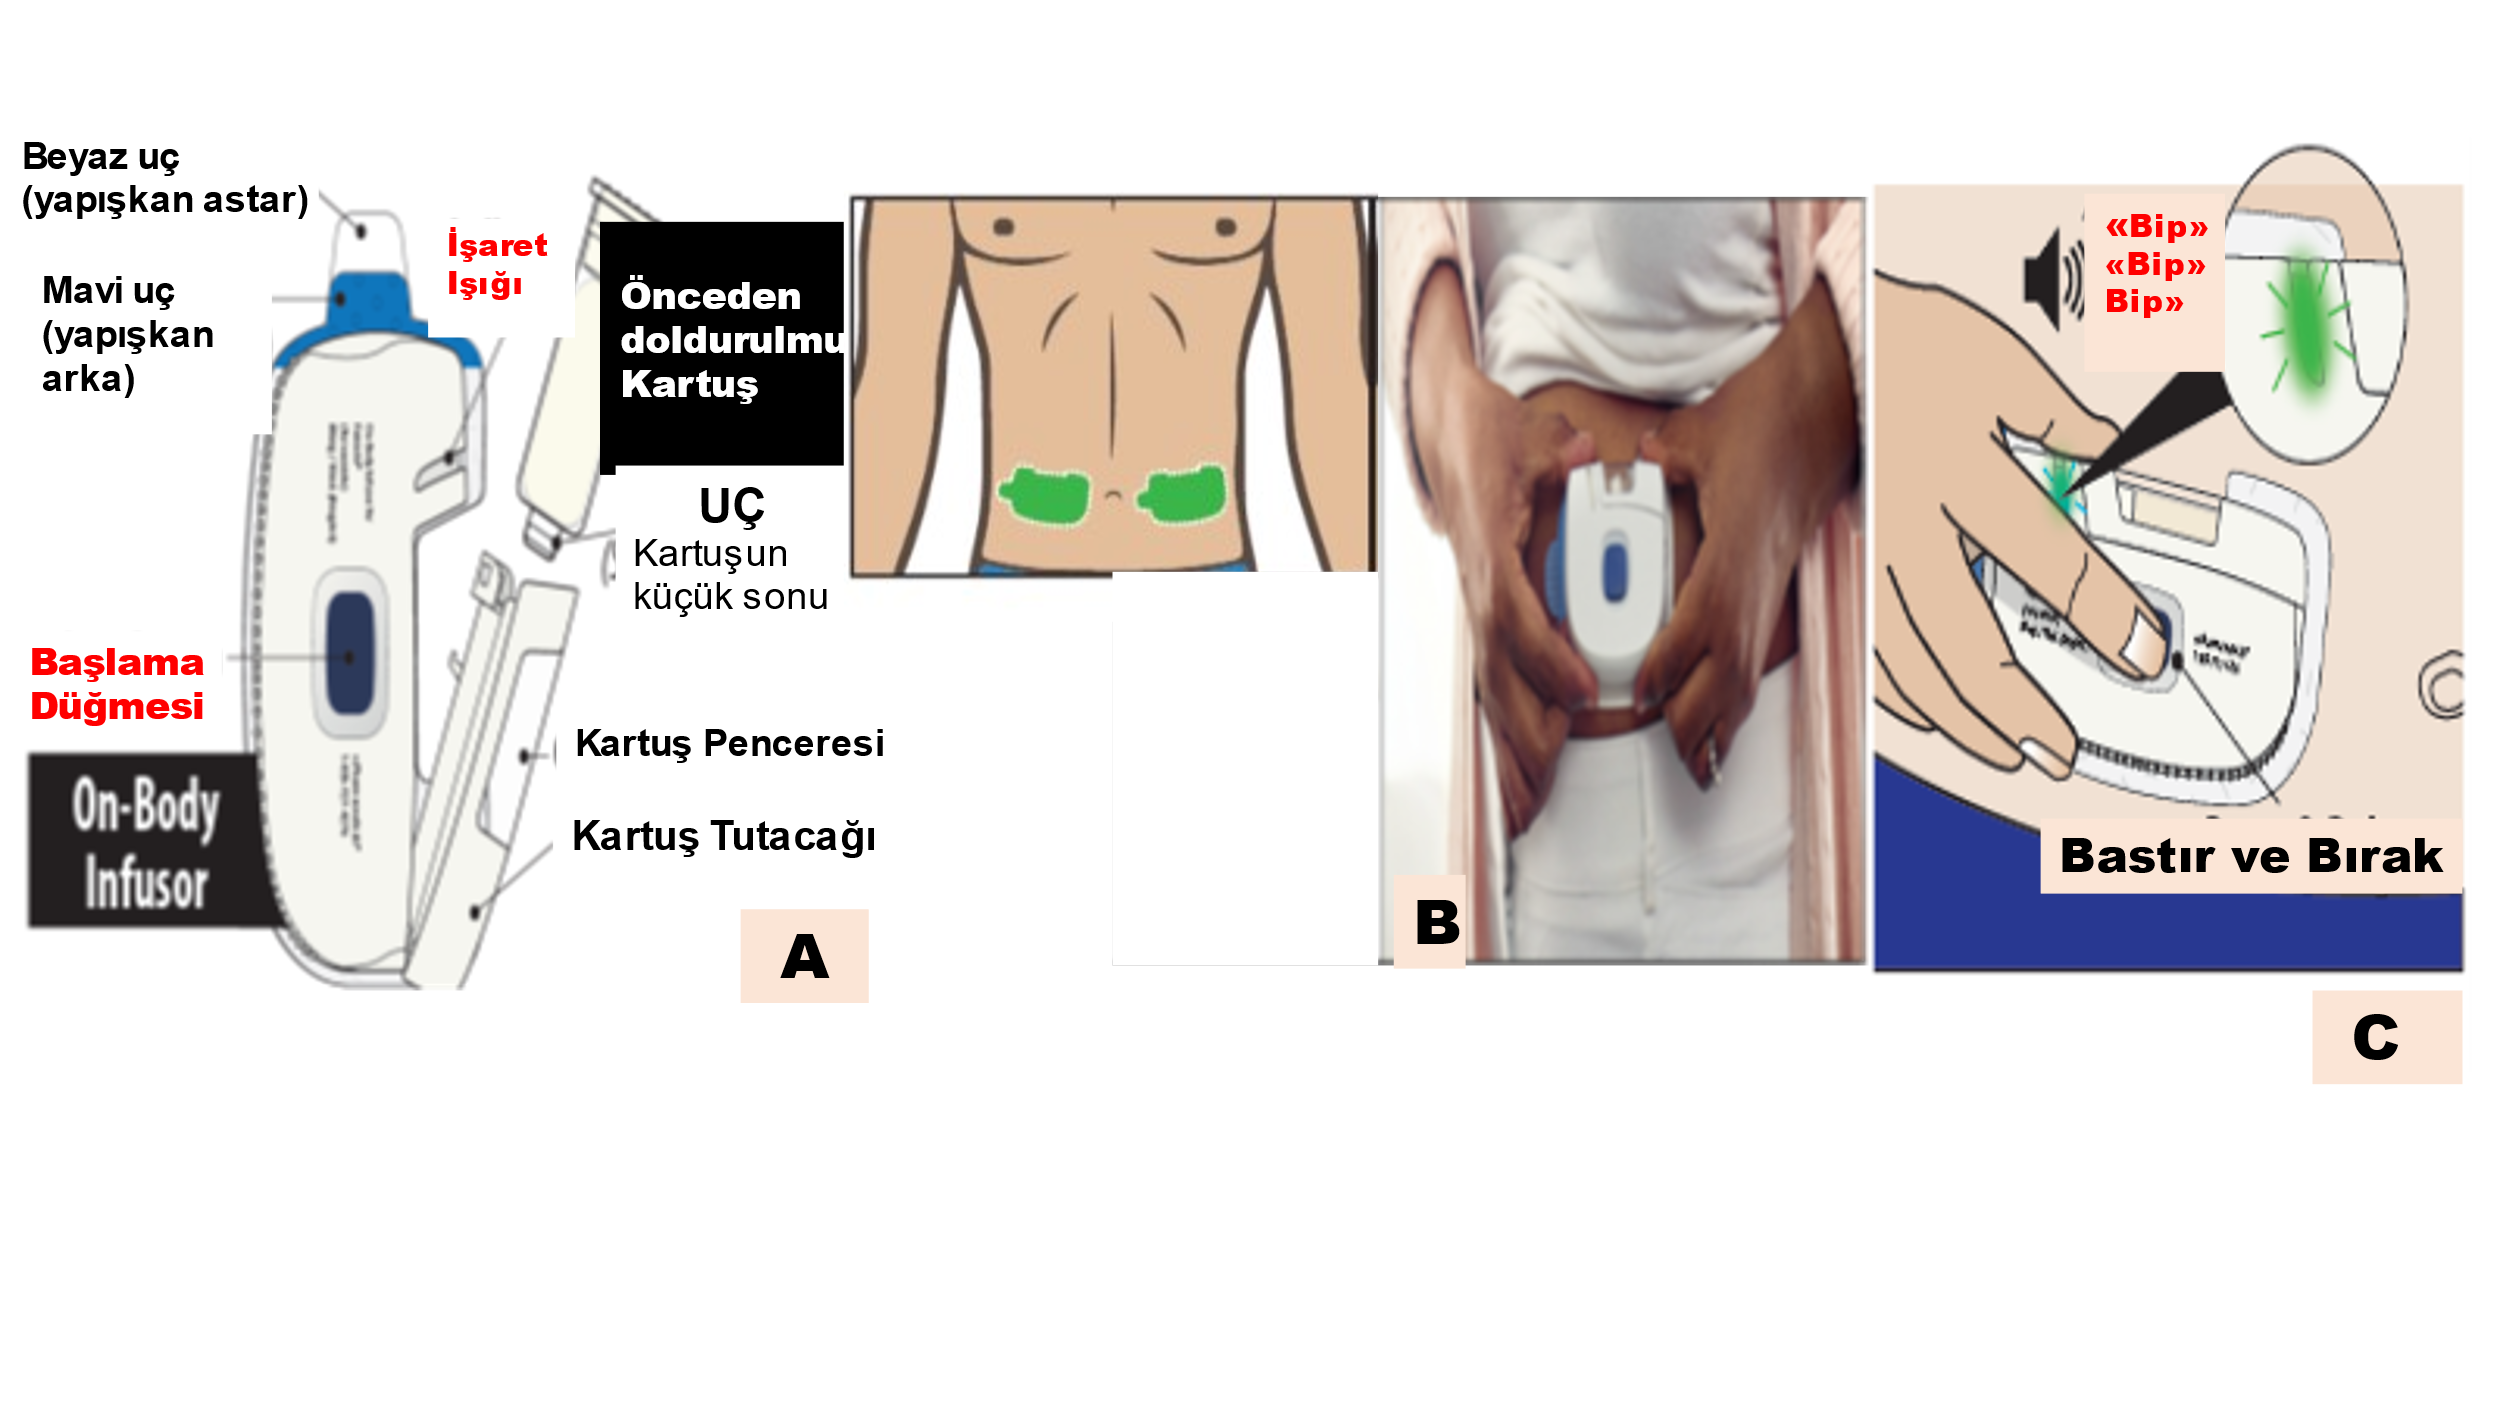 Beyaz uç
(yapışkan astar)
Mavi uç
(yapışkan
arka)
İşaret
Işığı
Önceden
doldurulmu
Kartuş
UÇ
Kartuşun
küçük sonu
Başlama
Düğmesi
On-Body
Infusor
Kartuş Penceresi
Kartuş Tutacağı
A
B
«Bip»
«Bip»
Bip»
Bastır ve Bırak
C